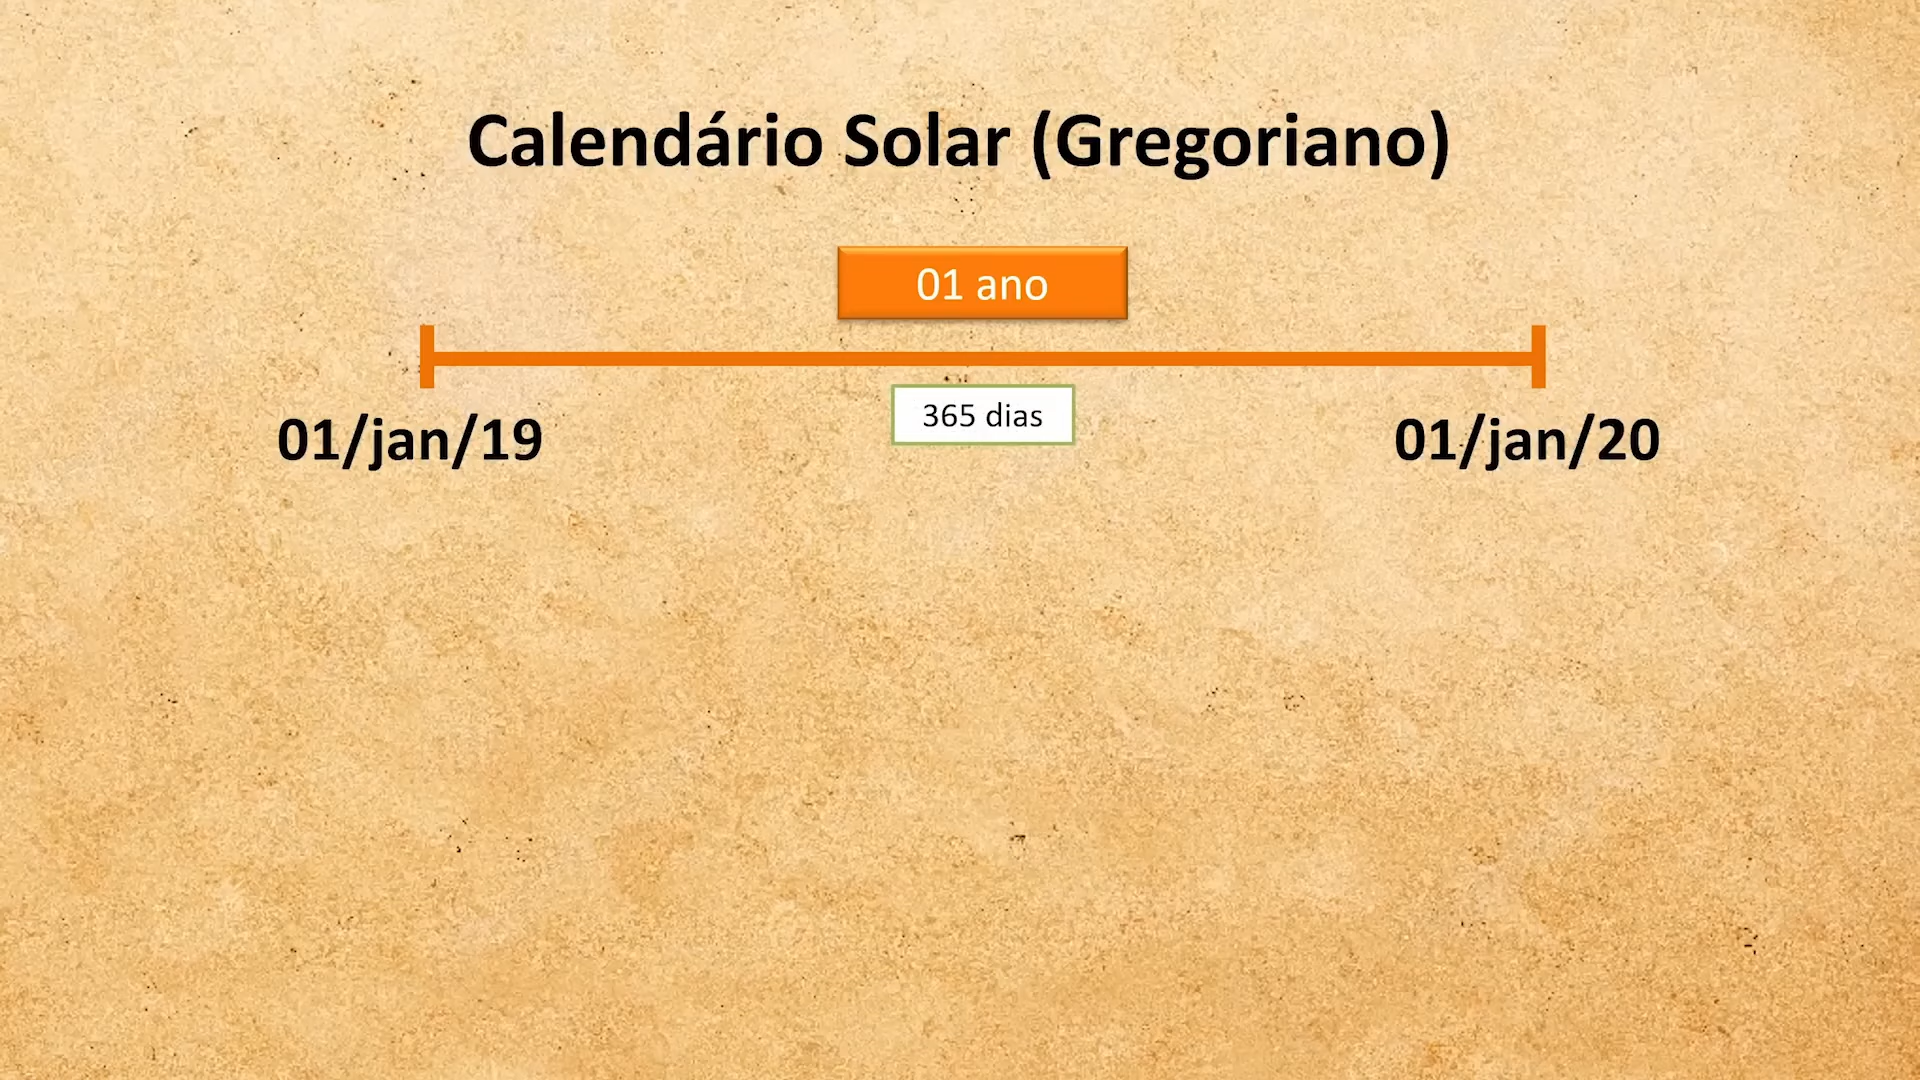 Calendário Solar (Gregoriano)
01 ano
365 dias
01/jan/19
01/jan/20